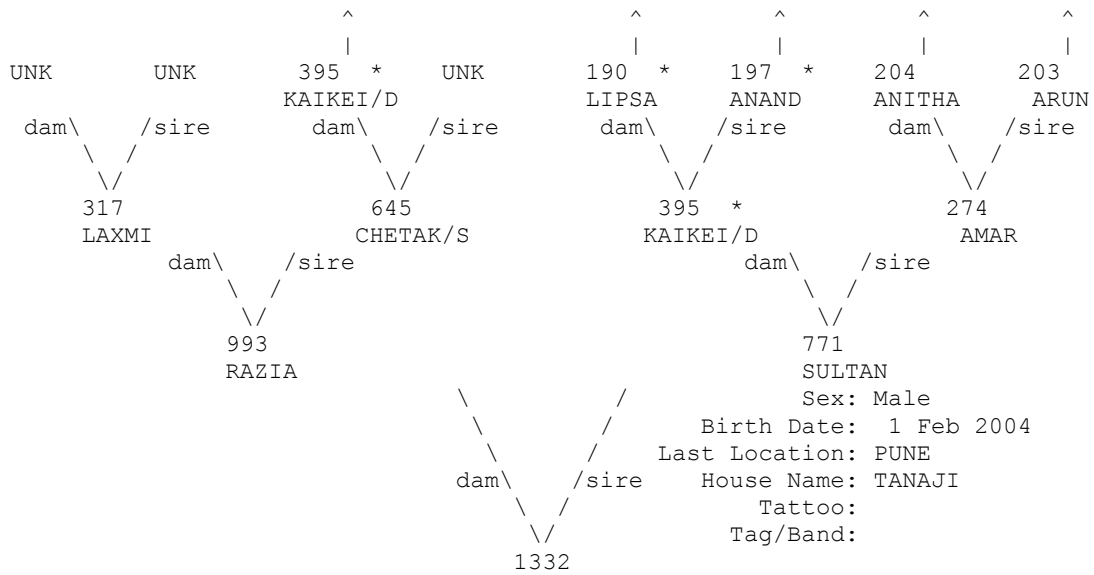 ^ ^ ^ ^ ^
| | | | |
UNK UNK 395 * UNK 190 * 197 * 204 203
KAIKEI/D LIPSA ANAND ANITHA ARUN
dam\ /sire dam\ /sire dam\ /sire dam\ /sire
\ / \ / \ / \ /
\/ \/ \/ \/
317 645 395 * 274
LAXMI CHETAK/S KAIKEI/D AMAR
dam\ /sire dam\ /sire
\ / \ /
\/ \/
993 771
RAZIA SULTAN
\ / Sex: Male
\ / Birth Date: 1 Feb 2004
\ / Last Location: PUNE
dam\ /sire House Name: TANAJI
\ / Tattoo:
\/ Tag/Band:
1332